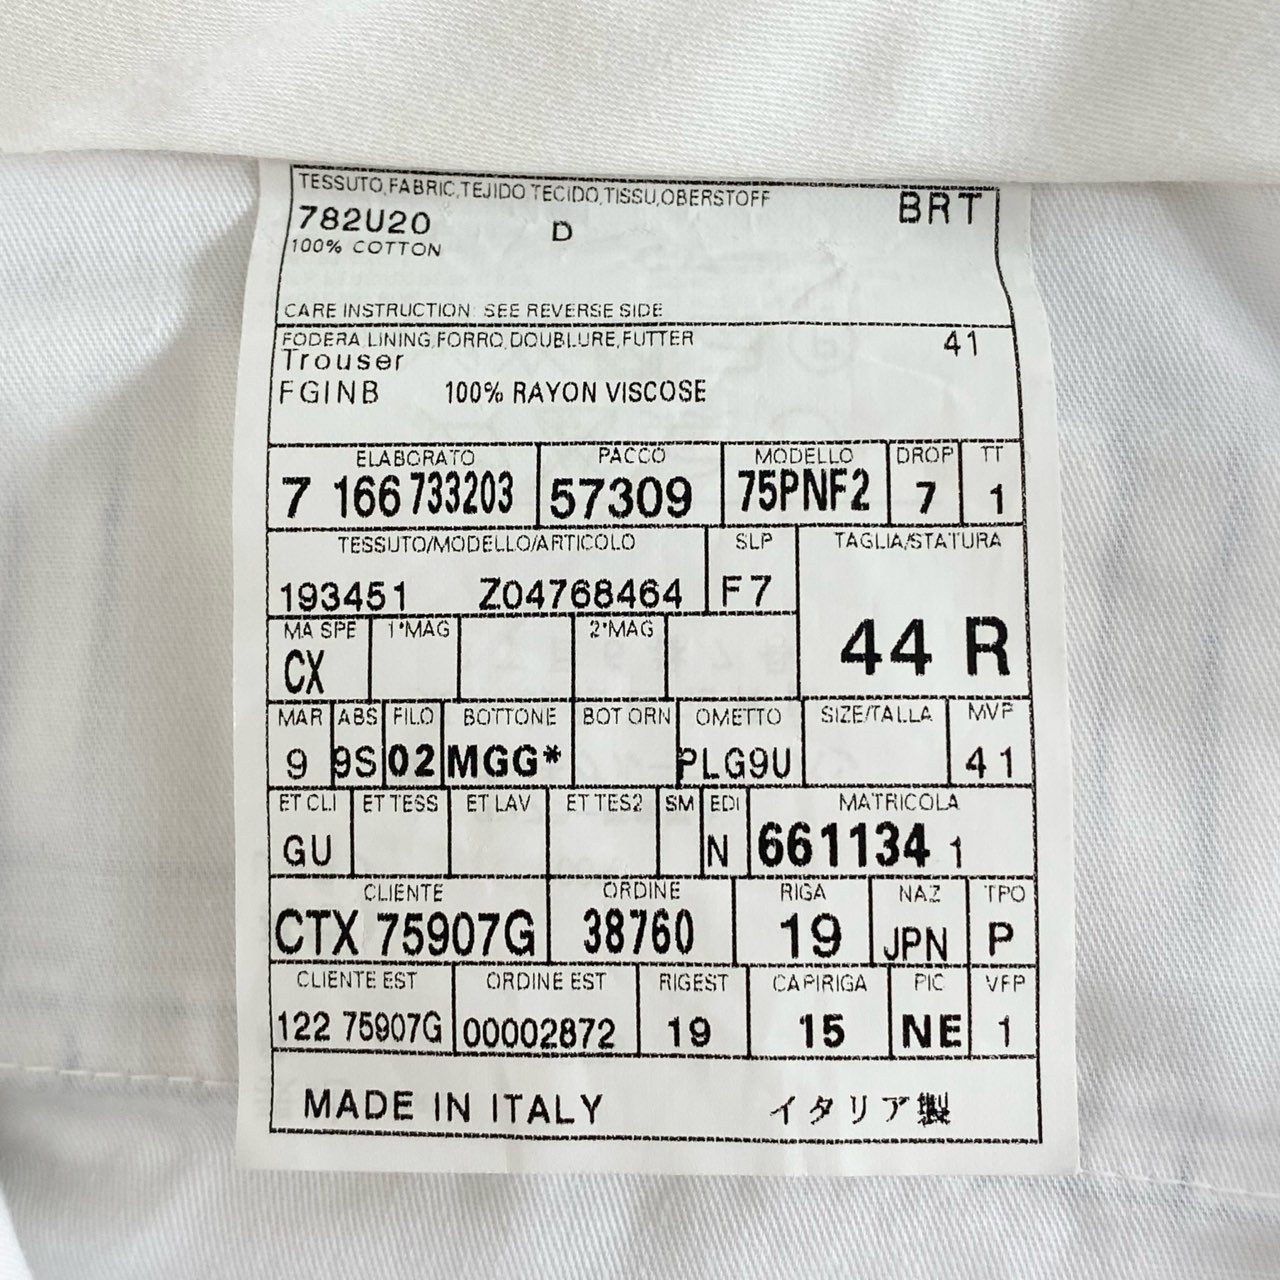 TESSUTO,FABRIC,TEJIDO TECIDO,TISSU,OBERSTOFF
BRT
782U20 D
100% COTTON
CARE INSTRUCTION: SEE REVERSE SIDE
FODERA LINING,FORRO,DOUBLURE,FUTTER 41
Trouser
FGINB 100% RAYON VISCOSE
ELABORATO PACCO MODELLO DROP TT
7 166 733203 57309 75PNF2 7 1
TESSUTO/MODELLO/ARTICOLO SLP TAGLIA/STATURA
193451 Z04768464 F7
44 R
MA SPE 1*MAG 2*MAG
CX
MAR ABS FILO BOTTONE BOT ORN OMETTO SIZE/TALLA MVP
9 9S 02 MGG* PLG9U 41
ET CLI ET TESS ET LAV ET TES2 SM EDI MATRICOLA
GU N 661134 1
CLIENTE ORDINE RIGA NAZ TPO
CTX 75907G 38760 19 JPN P
CLIENTE EST ORDINE EST RIGEST CAPIRIGA PIC VFP
122 75907G 00002872 19 15 NE 1
MADE IN ITALY イタリア製